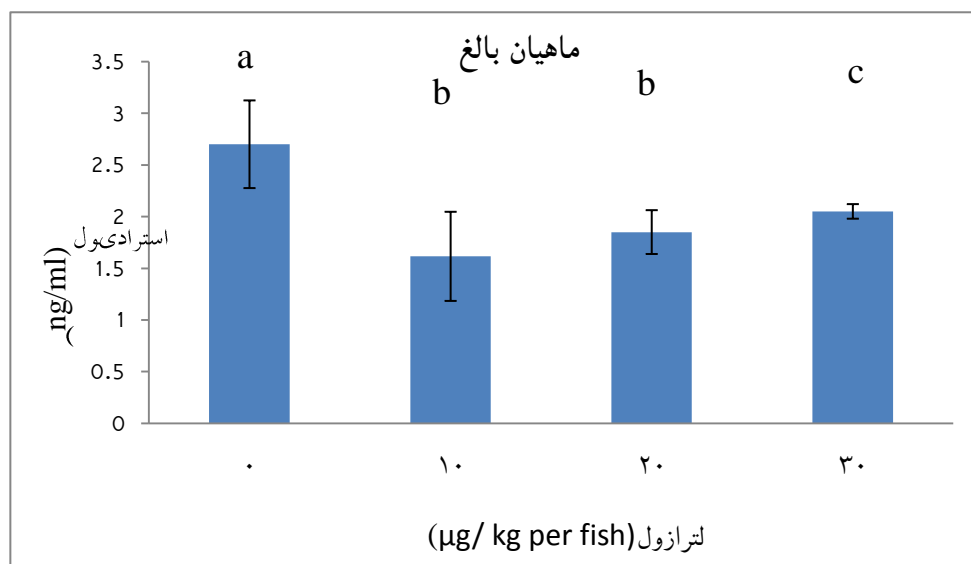 ماهیان بالغ
a
b
b
c
3.5
3
2.5
2
1.5
1
0.5
0
استرادیول
(ng/ml)
۰
۱۰
۲۰
۳۰
لترازول(µg/ kg per fish)